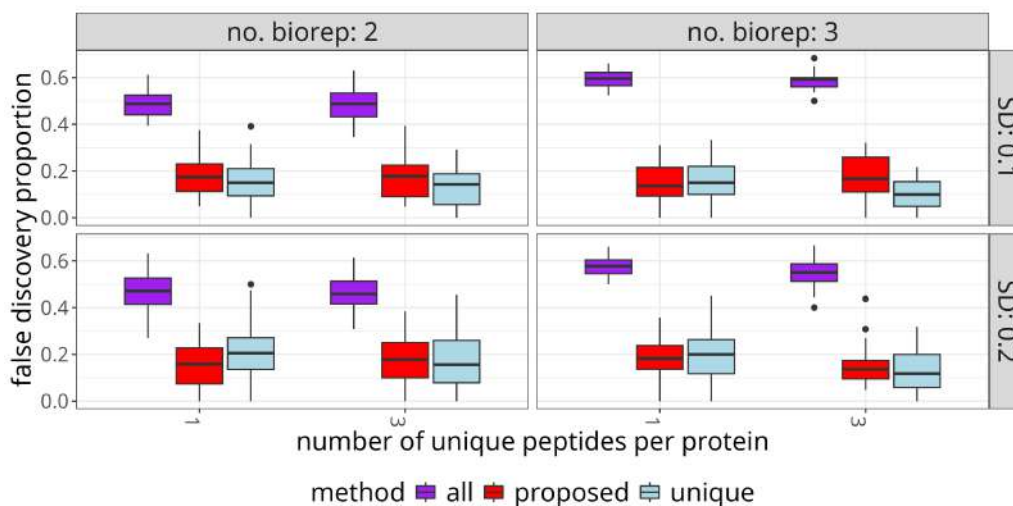 no. biorep: 2
no. biorep: 3
false discovery proportion
0.6
0.4
0.2
0.0
SD: 0.1
0.6
0.4
0.2
0.0
SD: 0.2
1
3
1
3
number of unique peptides per protein
method all proposed unique